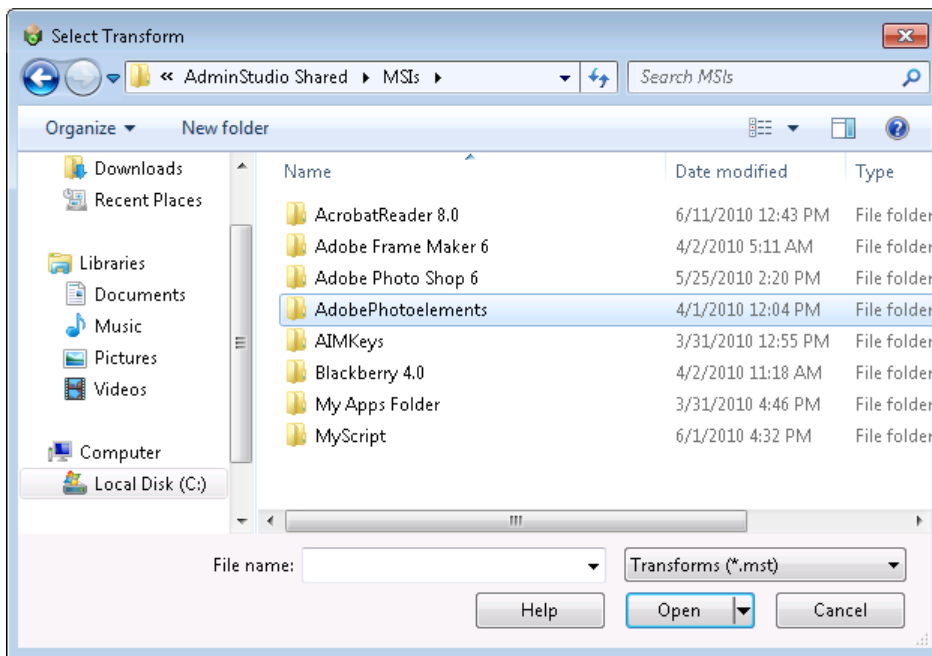 Select Transform
« AdminStudio Shared ▸ MSIs ▸ Search MSIs
Organize New folder
Downloads
Recent Places
Libraries
Documents
Music
Pictures
Videos
Computer
Local Disk (C:)
Name Date modified Type
AcrobatReader 8.0 6/11/2010 12:43 PM File folder
Adobe Frame Maker 6 4/2/2010 5:11 AM File folder
Adobe Photo Shop 6 5/25/2010 2:20 PM File folder
AdobePhotoelements 4/1/2010 12:04 PM File folder
AIMKeys 3/31/2010 12:55 PM File folder
Blackberry 4.0 4/2/2010 11:18 AM File folder
My Apps Folder 3/31/2010 4:46 PM File folder
MyScript 6/1/2010 4:32 PM File folder
File name: Transforms (*.mst)
Help Open Cancel